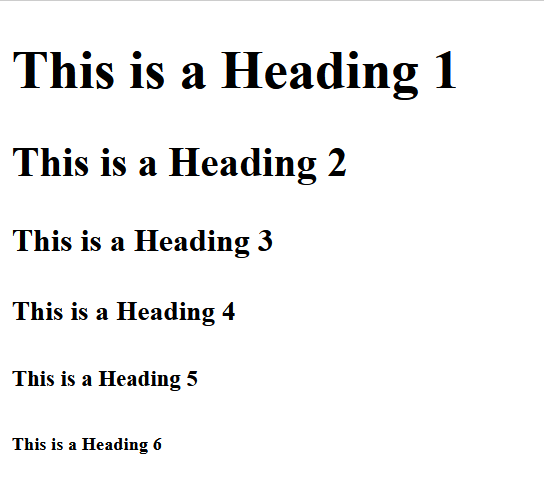 This is a Heading 1
This is a Heading 2
This is a Heading 3
This is a Heading 4
This is a Heading 5
This is a Heading 6